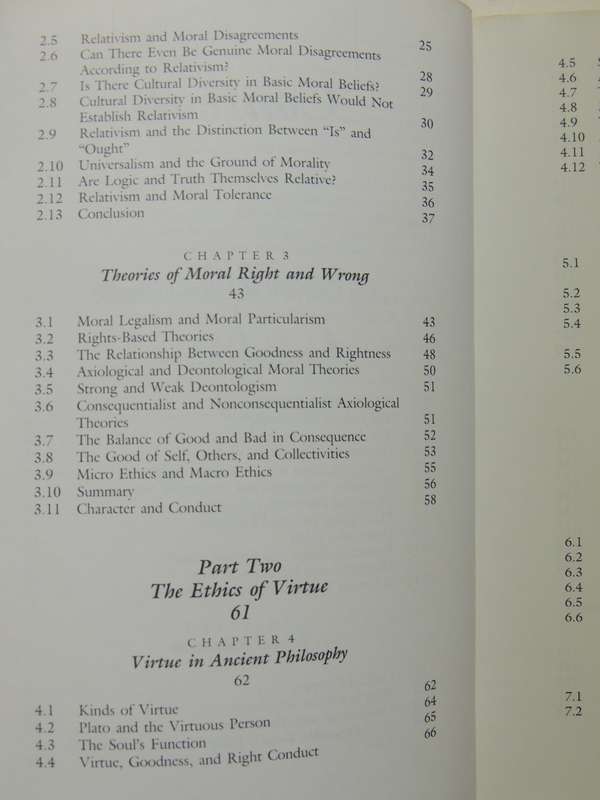 2.5 Relativism and Moral Disagreements 25
2.6 Can There Even Be Genuine Moral Disagreements
According to Relativism? 28
2.7 Is There Cultural Diversity in Basic Moral Beliefs? 29
2.8 Cultural Diversity in Basic Moral Beliefs Would Not
Establish Relativism 30
2.9 Relativism and the Distinction Between “Is” and
“Ought” 32
2.10 Universalism and the Ground of Morality 34
2.11 Are Logic and Truth Themselves Relative? 35
2.12 Relativism and Moral Tolerance 36
2.13 Conclusion 37
CHAPTER 3
Theories of Moral Right and Wrong
43
3.1 Moral Legalism and Moral Particularism 43
3.2 Rights-Based Theories 46
3.3 The Relationship Between Goodness and Rightness 48
3.4 Axiological and Deontological Moral Theories 50
3.5 Strong and Weak Deontologism 51
3.6 Consequentialist and Nonconsequentialist Axiological
Theories 51
3.7 The Balance of Good and Bad in Consequence 52
3.8 The Good of Self, Others, and Collectivities 53
3.9 Micro Ethics and Macro Ethics 55
3.10 Summary 56
3.11 Character and Conduct 58
Part Two
The Ethics of Virtue
61
CHAPTER 4
Virtue in Ancient Philosophy
62
4.1 Kinds of Virtue 62
4.2 Plato and the Virtuous Person 64
4.3 The Soul's Function 65
4.4 Virtue, Goodness, and Right Conduct 66
4.5
4.6
4.7
4.8
4.9
4.10
4.11
4.12
5.1
5.2
5.3
5.4
5.5
5.6
6.1
6.2
6.3
6.4
6.5
6.6
7.1
7.2